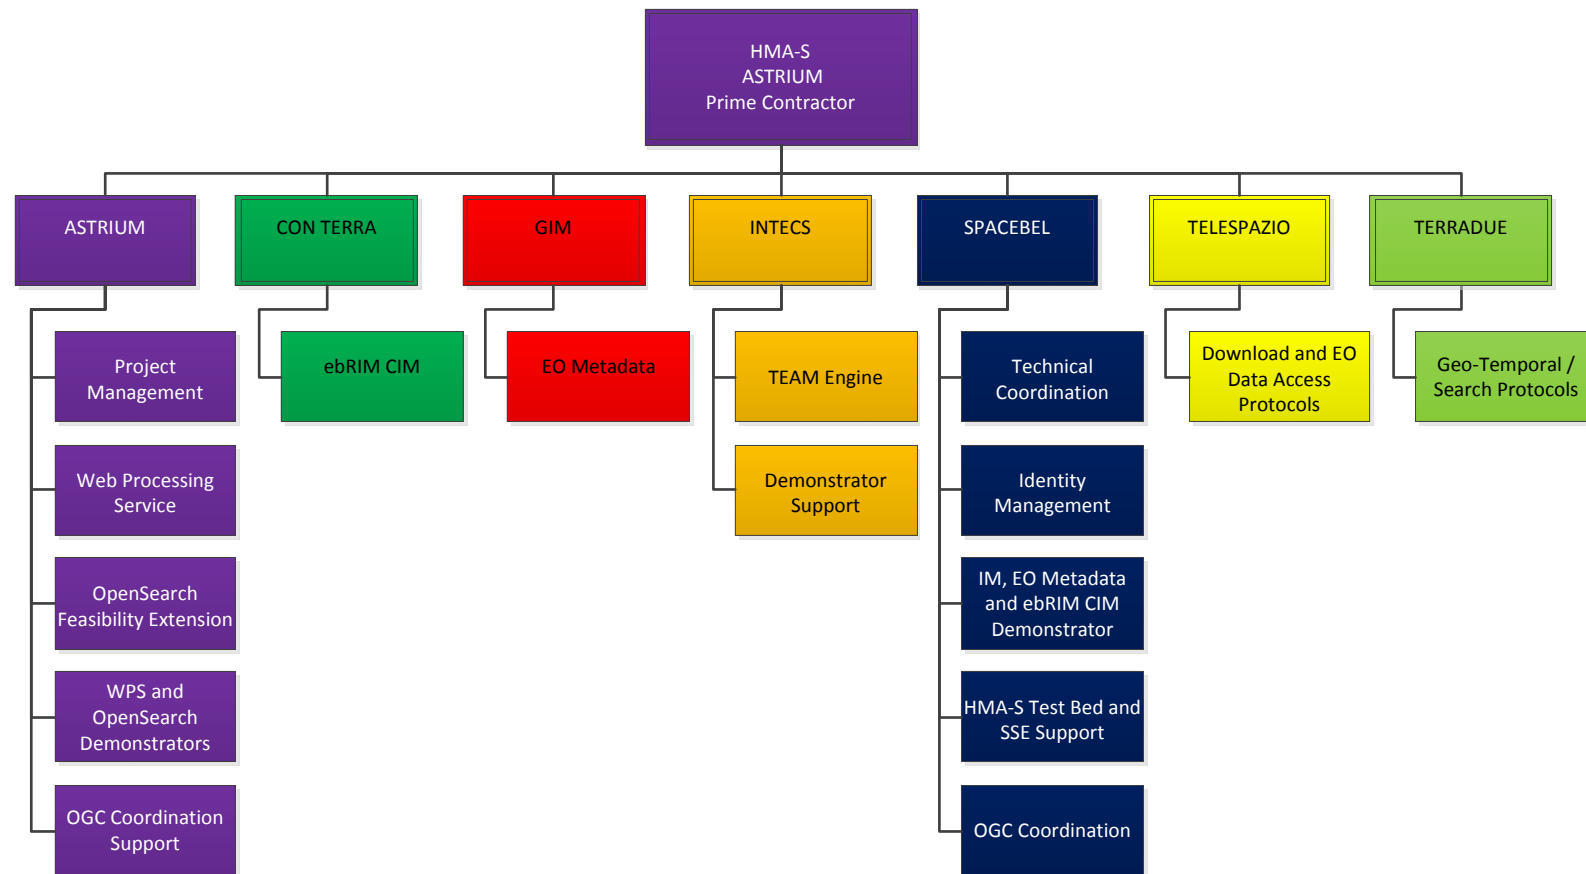 HMA-S
ASTRIUM
Prime Contractor
ASTRIUM
CON TERRA
GIM
INTECS
SPACEBEL
TELESPAZIO
TERRADUE
Project
Management
Web Processing
Service
OpenSearch
Feasibility Extension
WPS and
OpenSearch
Demonstrators
OGC Coordination
Support
ebRIM CIM
EO Metadata
TEAM Engine
Demonstrator
Support
Technical
Coordination
Identity
Management
IM, EO Metadata
and ebRIM CIM
Demonstrator
HMA-S Test Bed and
SSE Support
OGC Coordination
Download and EO
Data Access
Protocols
Geo-Temporal /
Search Protocols